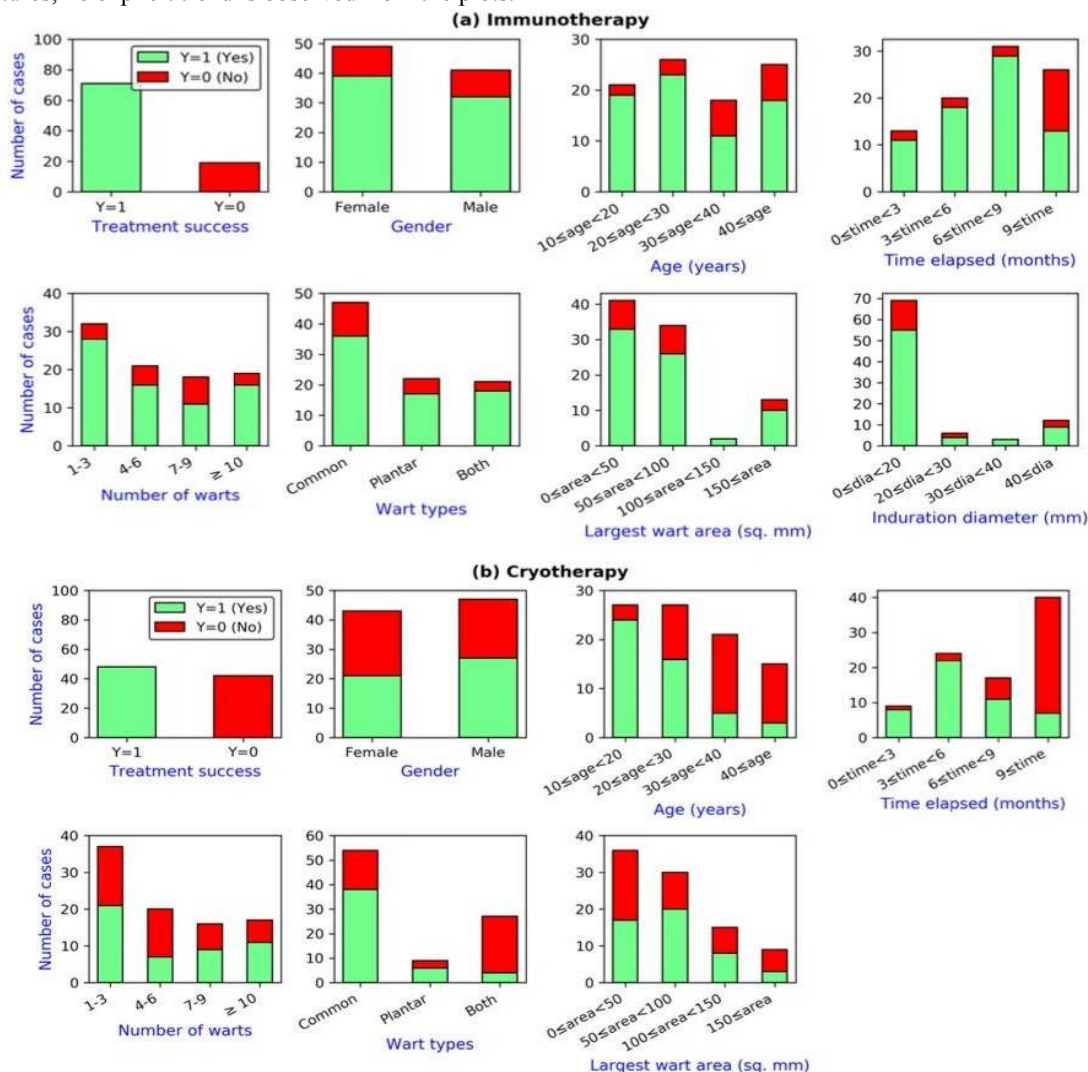 is observed from the plots.
(a) Immunotherapy
Number of cases
100
80
60
40
20
0
Y=1 (Yes)
Y=0 (No)
Y=1
Y=0
Treatment success
50
40
30
20
10
0
Female
Male
Gender
30
20
10
0
10≤age<20
20≤age<30
30≤age<40
40≤age
Age (years)
30
20
10
0
0≤time<3
3≤time<6
6≤time<9
9≤time
Time elapsed (months)
Number of cases
40
30
20
10
0
1-3
4-6
7-9
≥ 10
Number of warts
50
40
30
20
10
0
Common
Plantar
Both
Wart types
40
30
20
10
0
0≤area<50
50≤area<100
100≤area<150
150≤area
Largest wart area (sq. mm)
70
60
50
40
30
20
10
0
0≤dia<20
20≤dia<30
30≤dia<40
40≤dia
Induration diameter (mm)
(b) Cryotherapy
Number of cases
100
80
60
40
20
0
Y=1 (Yes)
Y=0 (No)
Y=1
Y=0
Treatment success
50
40
30
20
10
0
Female
Male
Gender
30
20
10
0
10≤age<20
20≤age<30
30≤age<40
40≤age
Age (years)
40
30
20
10
0
0≤time<3
3≤time<6
6≤time<9
9≤time
Time elapsed (months)
Number of cases
40
30
20
10
0
1-3
4-6
7-9
≥ 10
Number of warts
60
50
40
30
20
10
0
Common
Plantar
Both
Wart types
40
30
20
10
0
0≤area<50
50≤area<100
100≤area<150
150≤area
Largest wart area (sq. mm)